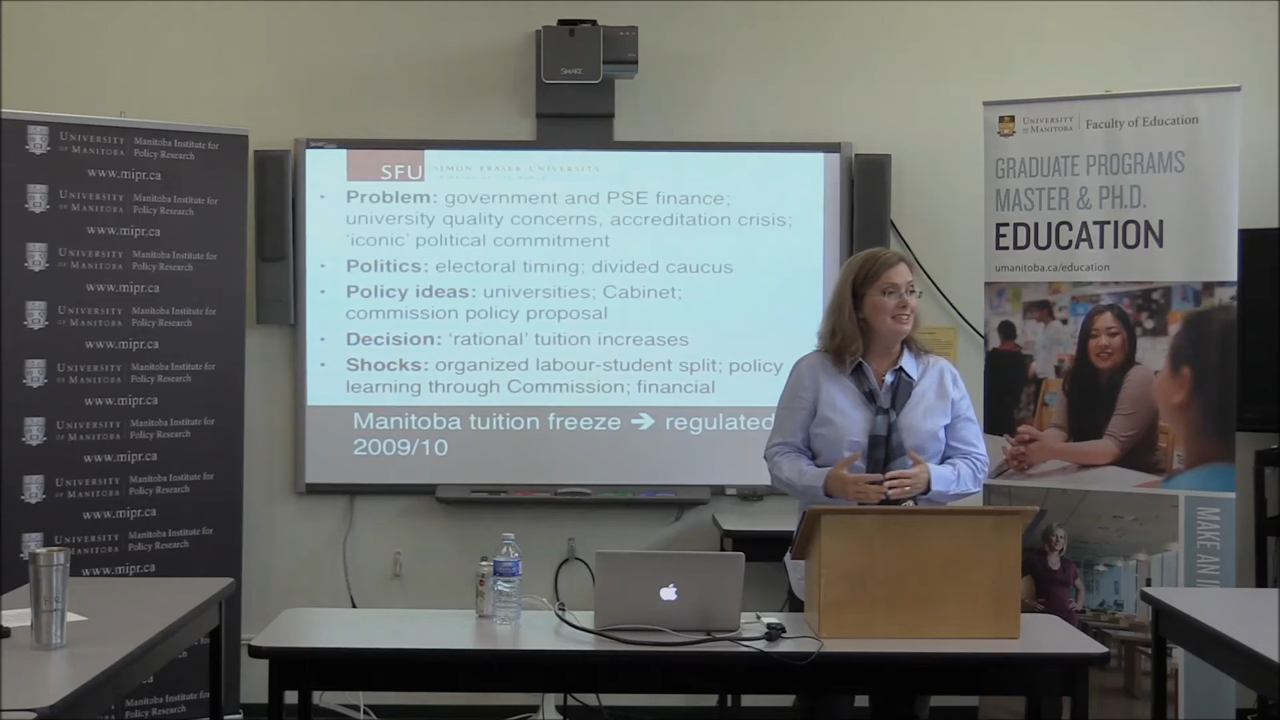 UNIVERSITY
OF MANITOBA
Manitoba Institute for
Policy Research
www.mipr.ca
UNIVERSITY
OF MANITOBA
Manitoba Institute for
Policy Research
www.mipr.ca
UNIVERSITY
OF MANITOBA
Manitoba Institute for
Policy Research
www.mipr.ca
UNIVERSITY
OF MANITOBA
Manitoba Institute for
Policy Research
www.mipr.ca
UNIVERSITY
OF MANITOBA
Manitoba Institute for
Policy Research
www.mipr.ca
UNIVERSITY
OF MANITOBA
Manitoba Institute for
Policy Research
www.mipr.ca
UNIVERSITY
OF MANITOBA
Manitoba Institute for
Policy Research
www.mipr.ca
UNIVERSITY
OF MANITOBA
Manitoba Institute for
Policy Research
www.mipr.ca
Manitoba Institute for
Policy Research
SMART
SFU SIMON FRASER UNIVERSITY
• Problem: government and PSE finance;
university quality concerns, accreditation crisis;
'iconic' political commitment
• Politics: electoral timing; divided caucus
• Policy ideas: universities; Cabinet;
commission policy proposal
• Decision: 'rational' tuition increases
• Shocks: organized labour-student split; policy
learning through Commission; financial
Manitoba tuition freeze ➔ regulated
2009/10
UNIVERSITY
OF MANITOBA
Faculty of Education
GRADUATE PROGRAMS
MASTER & PH.D.
EDUCATION
umanitoba.ca/education
MAKE AN